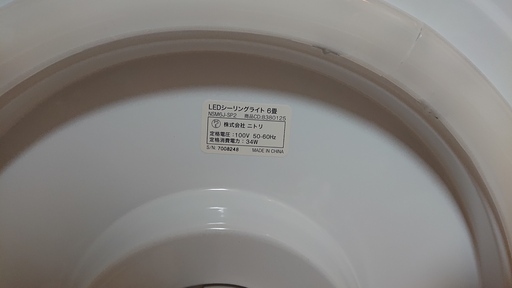 LEDシーリングライト 6畳
NSM6J-SP2 商品CD:8380125
株式会社 ニトリ
定格電圧：100V 50-60Hz
定格消費電力：34W
S/N: 7008248
MADE IN CHINA